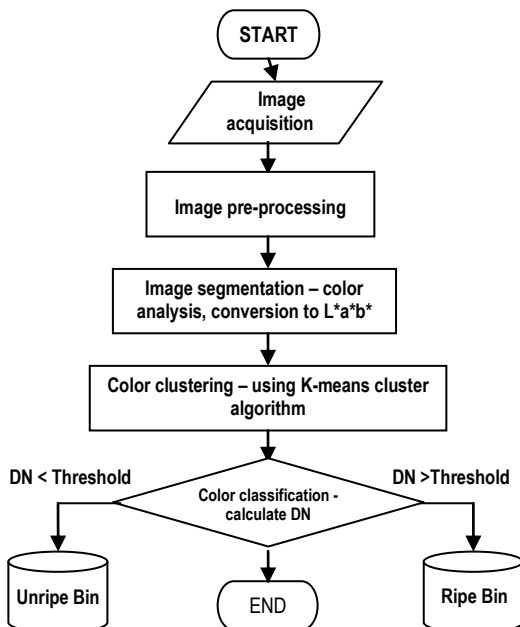 START
Image
acquisition
Image pre-processing
Image segmentation – color
analysis, conversion to L*a*b*
Color clustering – using K-means cluster
algorithm
DN < Threshold
DN >Threshold
Color classification -
calculate DN
Unripe Bin
END
Ripe Bin